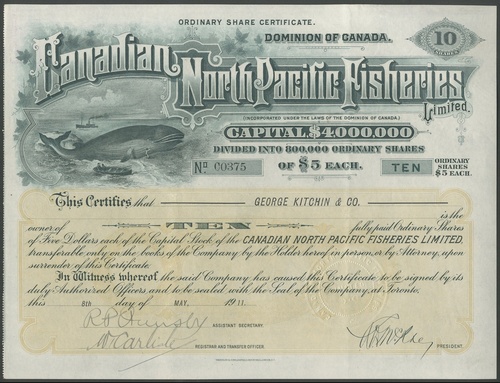 ORDINARY SHARE CERTIFICATE.
DOMINION OF CANADA.
10
SHARES
Canadian
North Pacific Fisheries
Limited.
(INCORPORATED UNDER THE LAWS OF THE DOMINION OF CANADA.)
CAPITAL, $4,000,000
DIVIDED INTO 800,000 ORDINARY SHARES
No 00375 OF $5 EACH. TEN ORDINARY SHARES $5 EACH.
This Certifies that GEORGE KITCHIN & CO. is the
owner of TEN fully paid Ordinary Shares
of Five Dollars each of the Capital Stock of the CANADIAN NORTH PACIFIC FISHERIES LIMITED,
transferable only on the books of the Company by the Holder hereof in person, or by Attorney, upon
surrender of this Certificate.
In Witness whereof the said Company has caused this Certificate to be signed by its
duly Authorized Officers and to be sealed with the Seal of the Company, at Toronto,
this 8th day of MAY, 1911.
ASSISTANT SECRETARY.
W Carlile
REGISTRAR AND TRANSFER OFFICER.
PRESIDENT.